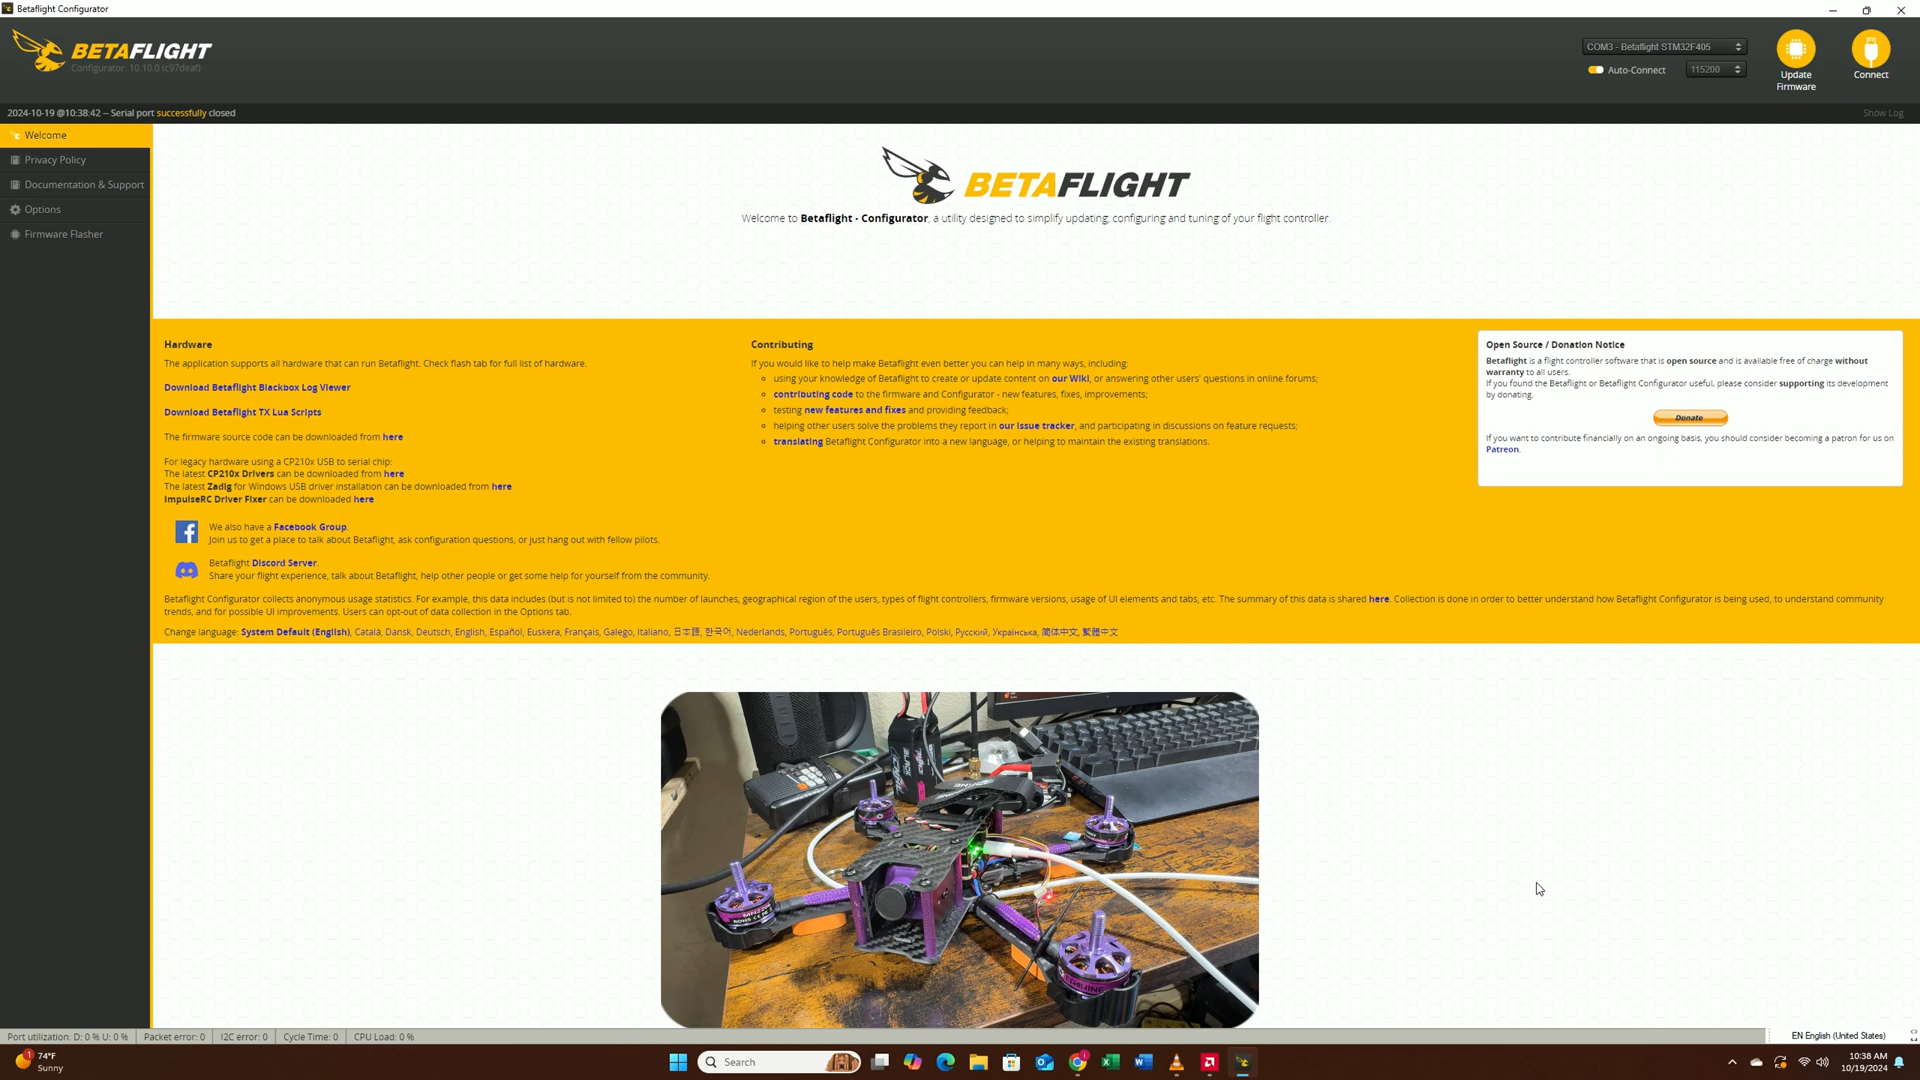 Betaflight Configurator
BETAFLIGHT
Configurator: 10.10.0 (c97deaf)
COM3 - Betaflight STM32F405
Auto-Connect
115200
Update
Firmware
Connect
2024-10-19 @10:38:42 -- Serial port successfully closed
Show Log
Welcome
Privacy Policy
Documentation & Support
Options
Firmware Flasher
BETAFLIGHT
Welcome to Betaflight - Configurator, a utility designed to simplify updating, configuring and tuning of your flight controller.
Hardware
The application supports all hardware that can run Betaflight. Check flash tab for full list of hardware.
Download Betaflight Blackbox Log Viewer
Download Betaflight TX Lua Scripts
The firmware source code can be downloaded from here
For legacy hardware using a CP210x USB to serial chip:
The latest CP210x Drivers can be downloaded from here
The latest Zadig for Windows USB driver installation can be downloaded from here
ImpulseRC Driver Fixer can be downloaded here
We also have a Facebook Group.
Join us to get a place to talk about Betaflight, ask configuration questions, or just hang out with fellow pilots.
Betaflight Discord Server.
Share your flight experience, talk about Betaflight, help other people or get some help for yourself from the community.
Contributing
If you would like to help make Betaflight even better you can help in many ways, including:
using your knowledge of Betaflight to create or update content on our Wiki, or answering other users' questions in online forums;
contributing code to the firmware and Configurator - new features, fixes, improvements;
testing new features and fixes and providing feedback;
helping other users solve the problems they report in our issue tracker, and participating in discussions on feature requests;
translating Betaflight Configurator into a new language, or helping to maintain the existing translations.
Open Source / Donation Notice
Betaflight is a flight controller software that is open source and is available free of charge without
warranty to all users.
If you found the Betaflight or Betaflight Configurator useful, please consider supporting its development
by donating.
Donate
If you want to contribute financially on an ongoing basis, you should consider becoming a patron for us on
Patreon.
Betaflight Configurator collects anonymous usage statistics. For example, this data includes (but is not limited to) the number of launches, geographical region of the users, types of flight controllers, firmware versions, usage of UI elements and tabs, etc. The summary of this data is shared here. Collection is done in order to better understand how Betaflight Configurator is being used, to understand community
trends, and for possible UI improvements. Users can opt-out of data collection in the Options tab.
Change language: System Default (English), Català, Dansk, Deutsch, English, Español, Euskera, Français, Galego, Italiano, 日本語, 한국어, Nederlands, Português, Português Brasileiro, Polski, Русский, Українська, 简体中文, 繁體中文
Port utilization: D: 0 % U: 0 %
Packet error: 0
I2C error: 0
Cycle Time: 0
CPU Load: 0 %
EN English (United States)
1
74°F
Sunny
Search
10:38 AM
10/19/2024